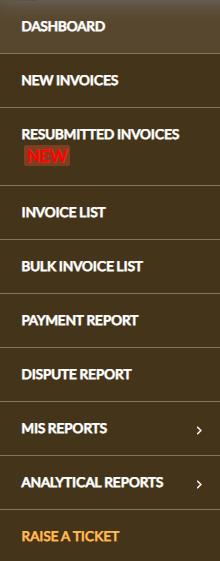 DASHBOARD
NEW INVOICES
RESUBMITTED INVOICES
NEW
INVOICE LIST
BULK INVOICE LIST
PAYMENT REPORT
DISPUTE REPORT
MIS REPORTS
ANALYTICAL REPORTS
RAISE A TICKET